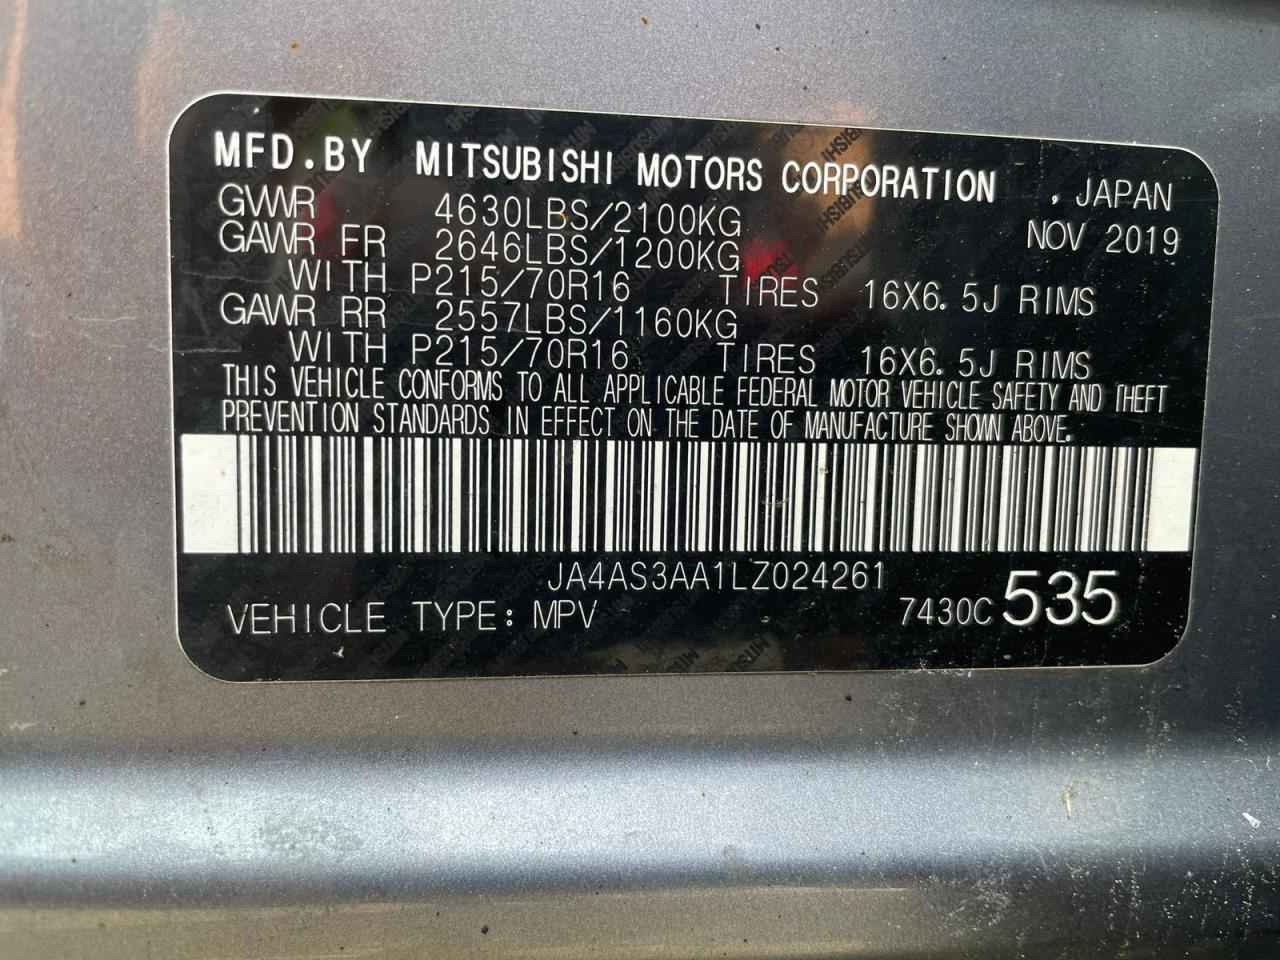 MFD.BY MITSUBISHI MOTORS CORPORATION , JAPAN
GVWR 4630LBS/2100KG NOV 2019
GAWR FR 2646LBS/1200KG
WITH P215/70R16 TIRES 16X6.5J RIMS
GAWR RR 2557LBS/1160KG
WITH P215/70R16 TIRES 16X6.5J RIMS
THIS VEHICLE CONFORMS TO ALL APPLICABLE FEDERAL MOTOR VEHICLE SAFETY AND THEFT
PREVENTION STANDARDS IN EFFECT ON THE DATE OF MANUFACTURE SHOWN ABOVE.
JA4AS3AA1LZ024261
VEHICLE TYPE: MPV 7430C 535